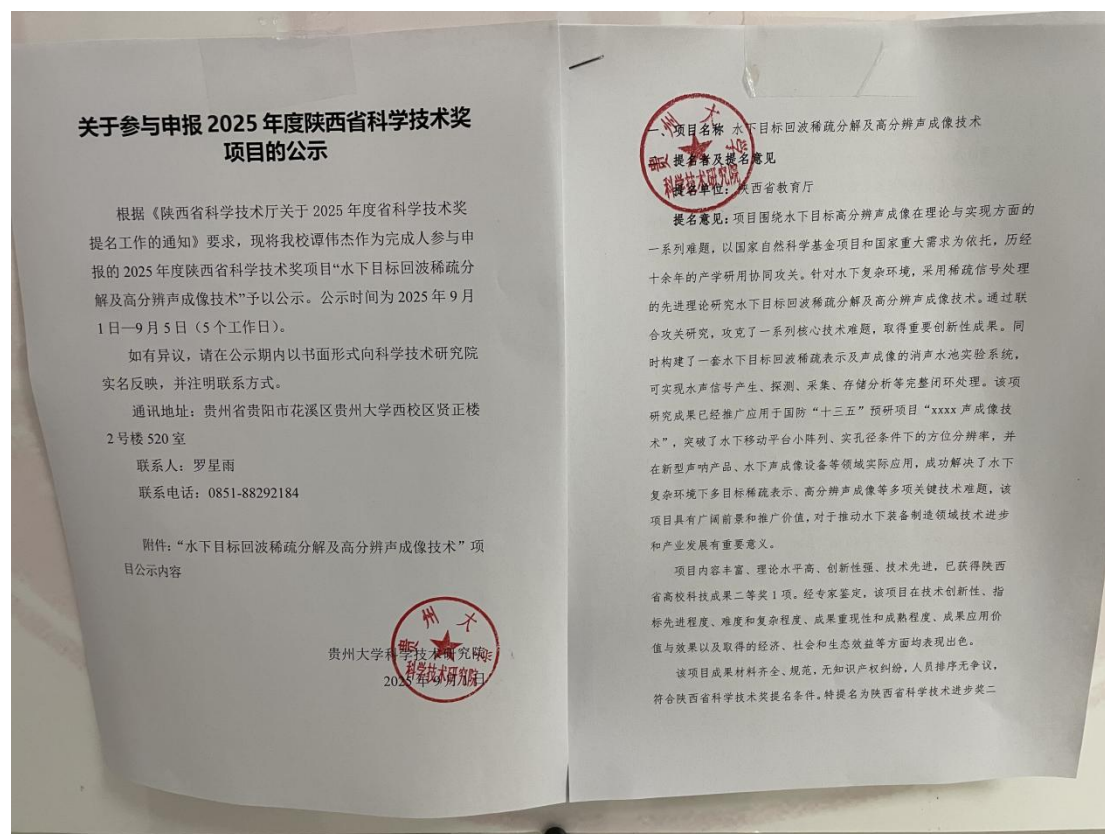 关于参与申报 2025 年度陕西省科学技术奖
项目的公示
根据《陕西省科学技术厅关于 2025 年度省科学技术奖
提名工作的通知》要求，现将我校谭伟杰作为完成人参与申
报的 2025 年度陕西省科学技术奖项目“水下目标回波稀疏分
解及高分辨声成像技术”予以公示。公示时间为 2025 年 9 月
1 日—9 月 5 日（5 个工作日）。
如有异议，请在公示期内以书面形式向科学技术研究院
实名反映，并注明联系方式。
通讯地址：贵州省贵阳市花溪区贵州大学西校区贤正楼
2 号楼 520 室
联系人：罗星雨
联系电话：0851-88292184
附件：“水下目标回波稀疏分解及高分辨声成像技术”项
目公示内容
贵州大学科学技术研究院
2025 年 9 月 1 日
贵州大学
科学技术研究院
一、项目名称 水下目标回波稀疏分解及高分辨声成像技术
提名者及提名意见
提名单位：陕西省教育厅
提名意见：项目围绕水下目标高分辨声成像在理论与实现方面的
一系列难题，以国家自然科学基金项目和国家重大需求为依托，历经
十余年的产学研用协同攻关。针对水下复杂环境，采用稀疏信号处理
的先进理论研究水下目标回波稀疏分解及高分辨声成像技术。通过联
合攻关研究，攻克了一系列核心技术难题，取得重要创新性成果。同
时构建了一套水下目标回波稀疏表示及声成像的消声水池实验系统，
可实现水声信号产生、探测、采集、存储分析等完整闭环处理。该项
研究成果已经推广应用于国防“十三五”预研项目“xxxx 声成像技
术”，突破了水下移动平台小阵列、实孔径条件下的方位分辨率，并
在新型声呐产品、水下声成像设备等领域实际应用，成功解决了水下
复杂环境下多目标稀疏表示、高分辨声成像等多项关键技术难题，该
项目具有广阔前景和推广价值，对于推动水下装备制造领域技术进步
和产业发展有重要意义。
项目内容丰富、理论水平高、创新性强、技术先进，已获得陕西
省高校科技成果二等奖 1 项。经专家鉴定，该项目在技术创新性、指
标先进程度、难度和复杂程度、成果重现性和成熟程度、成果应用价
值与效果以及取得的经济、社会和生态效益等方面均表现出色。
该项目成果材料齐全、规范，无知识产权纠纷，人员排序无争议，
符合陕西省科学技术奖提名条件。特提名为陕西省科学技术进步奖二
贵州大学
科学技术研究院